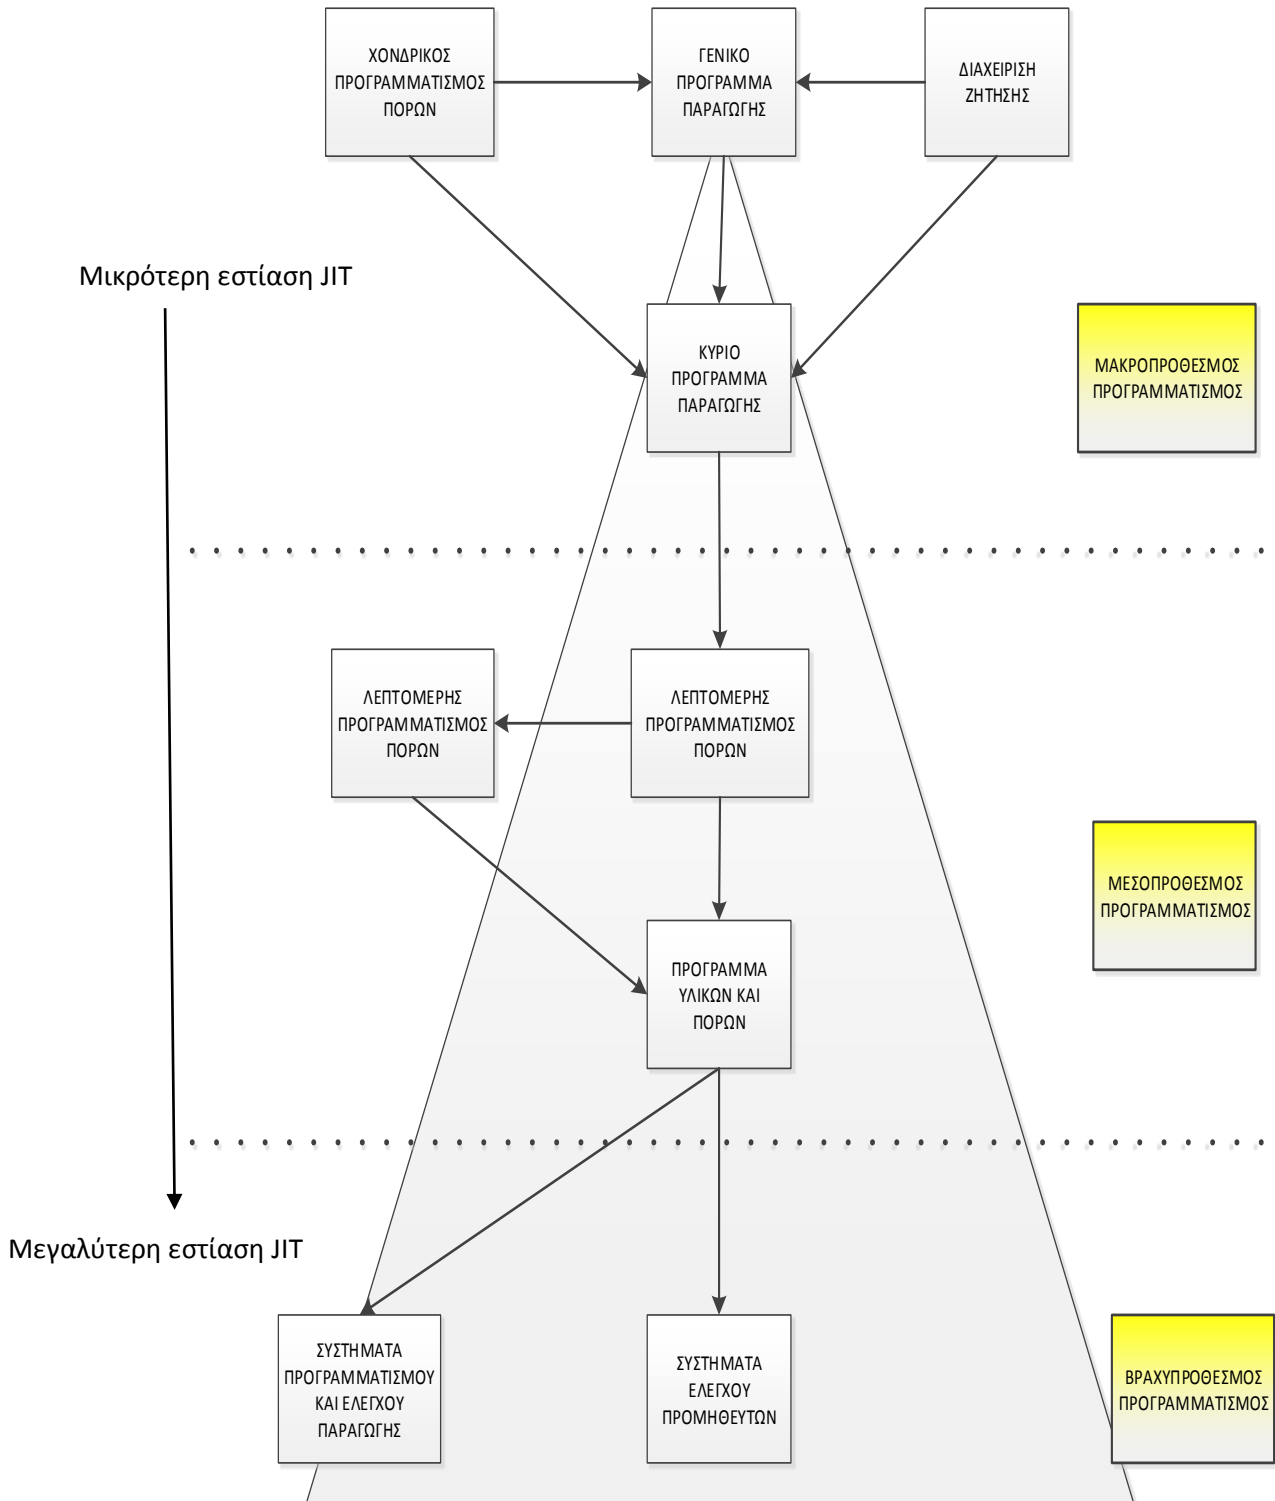 ΧΟΝΔΡΙΚΟΣ
ΠΡΟΓΡΑΜΜΑΤΙΣΜΟΣ
ΠΟΡΩΝ
ΓΕΝΙΚΟ
ΠΡΟΓΡΑΜΜΑ
ΠΑΡΑΓΩΓΗΣ
ΔΙΑΧΕΙΡΙΣΗ
ΖΗΤΗΣΗΣ
Μικρότερη εστίαση JIT
ΚΥΡΙΟ
ΠΡΟΓΡΑΜΜΑ
ΠΑΡΑΓΩΓΗΣ
ΜΑΚΡΟΠΡΟΘΕΣΜΟΣ
ΠΡΟΓΡΑΜΜΑΤΙΣΜΟΣ
ΛΕΠΤΟΜΕΡΗΣ
ΠΡΟΓΡΑΜΜΑΤΙΣΜΟΣ
ΠΟΡΩΝ
ΛΕΠΤΟΜΕΡΗΣ
ΠΡΟΓΡΑΜΜΑΤΙΣΜΟΣ
ΠΟΡΩΝ
ΜΕΣΟΠΡΟΘΕΣΜΟΣ
ΠΡΟΓΡΑΜΜΑΤΙΣΜΟΣ
ΠΡΟΓΡΑΜΜΑ
ΥΛΙΚΩΝ ΚΑΙ
ΠΟΡΩΝ
Μεγαλύτερη εστίαση JIT
ΣΥΣΤΗΜΑΤΑ
ΠΡΟΓΡΑΜΜΑΤΙΣΜΟΥ
ΚΑΙ ΕΛΕΓΧΟΥ
ΠΑΡΑΓΩΓΗΣ
ΣΥΣΤΗΜΑΤΑ
ΕΛΕΓΧΟΥ
ΠΡΟΜΗΘΕΥΤΩΝ
ΒΡΑΧΥΠΡΟΘΕΣΜΟΣ
ΠΡΟΓΡΑΜΜΑΤΙΣΜΟΣ